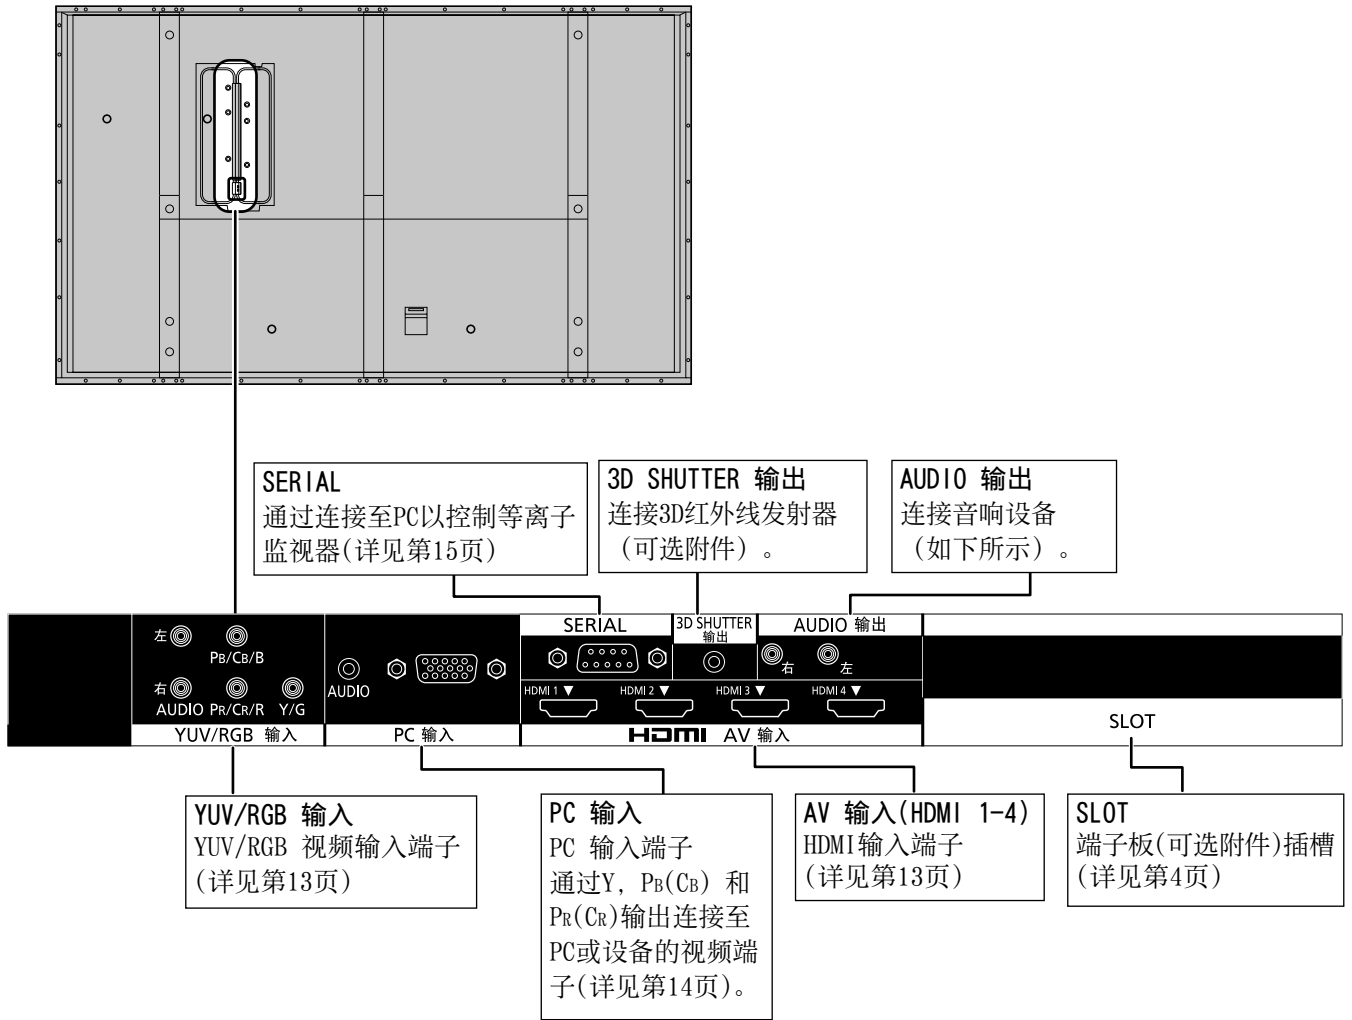 SERIAL
通过连接至PC以控制等离子
监视器(详见第15页)
3D SHUTTER 输出
连接3D红外线发射器
（可选附件）。
AUDIO 输出
连接音响设备
（如下所示）。
左
PB/CB/B
右
AUDIO PR/CR/R Y/G
YUV/RGB 输入
AUDIO
PC 输入
SERIAL
3D SHUTTER
输出
AUDIO 输出
右
左
HDMI 1 ▼ HDMI 2 ▼ HDMI 3 ▼ HDMI 4 ▼
HDMI AV 输入
SLOT
YUV/RGB 输入
YUV/RGB 视频输入端子
(详见第13页)
PC 输入
PC 输入端子
通过Y, PB(CB) 和
PR(CR)输出连接至
PC或设备的视频端
子(详见第14页)。
AV 输入(HDMI 1-4)
HDMI输入端子
(详见第13页)
SLOT
端子板(可选附件)插槽
(详见第4页)